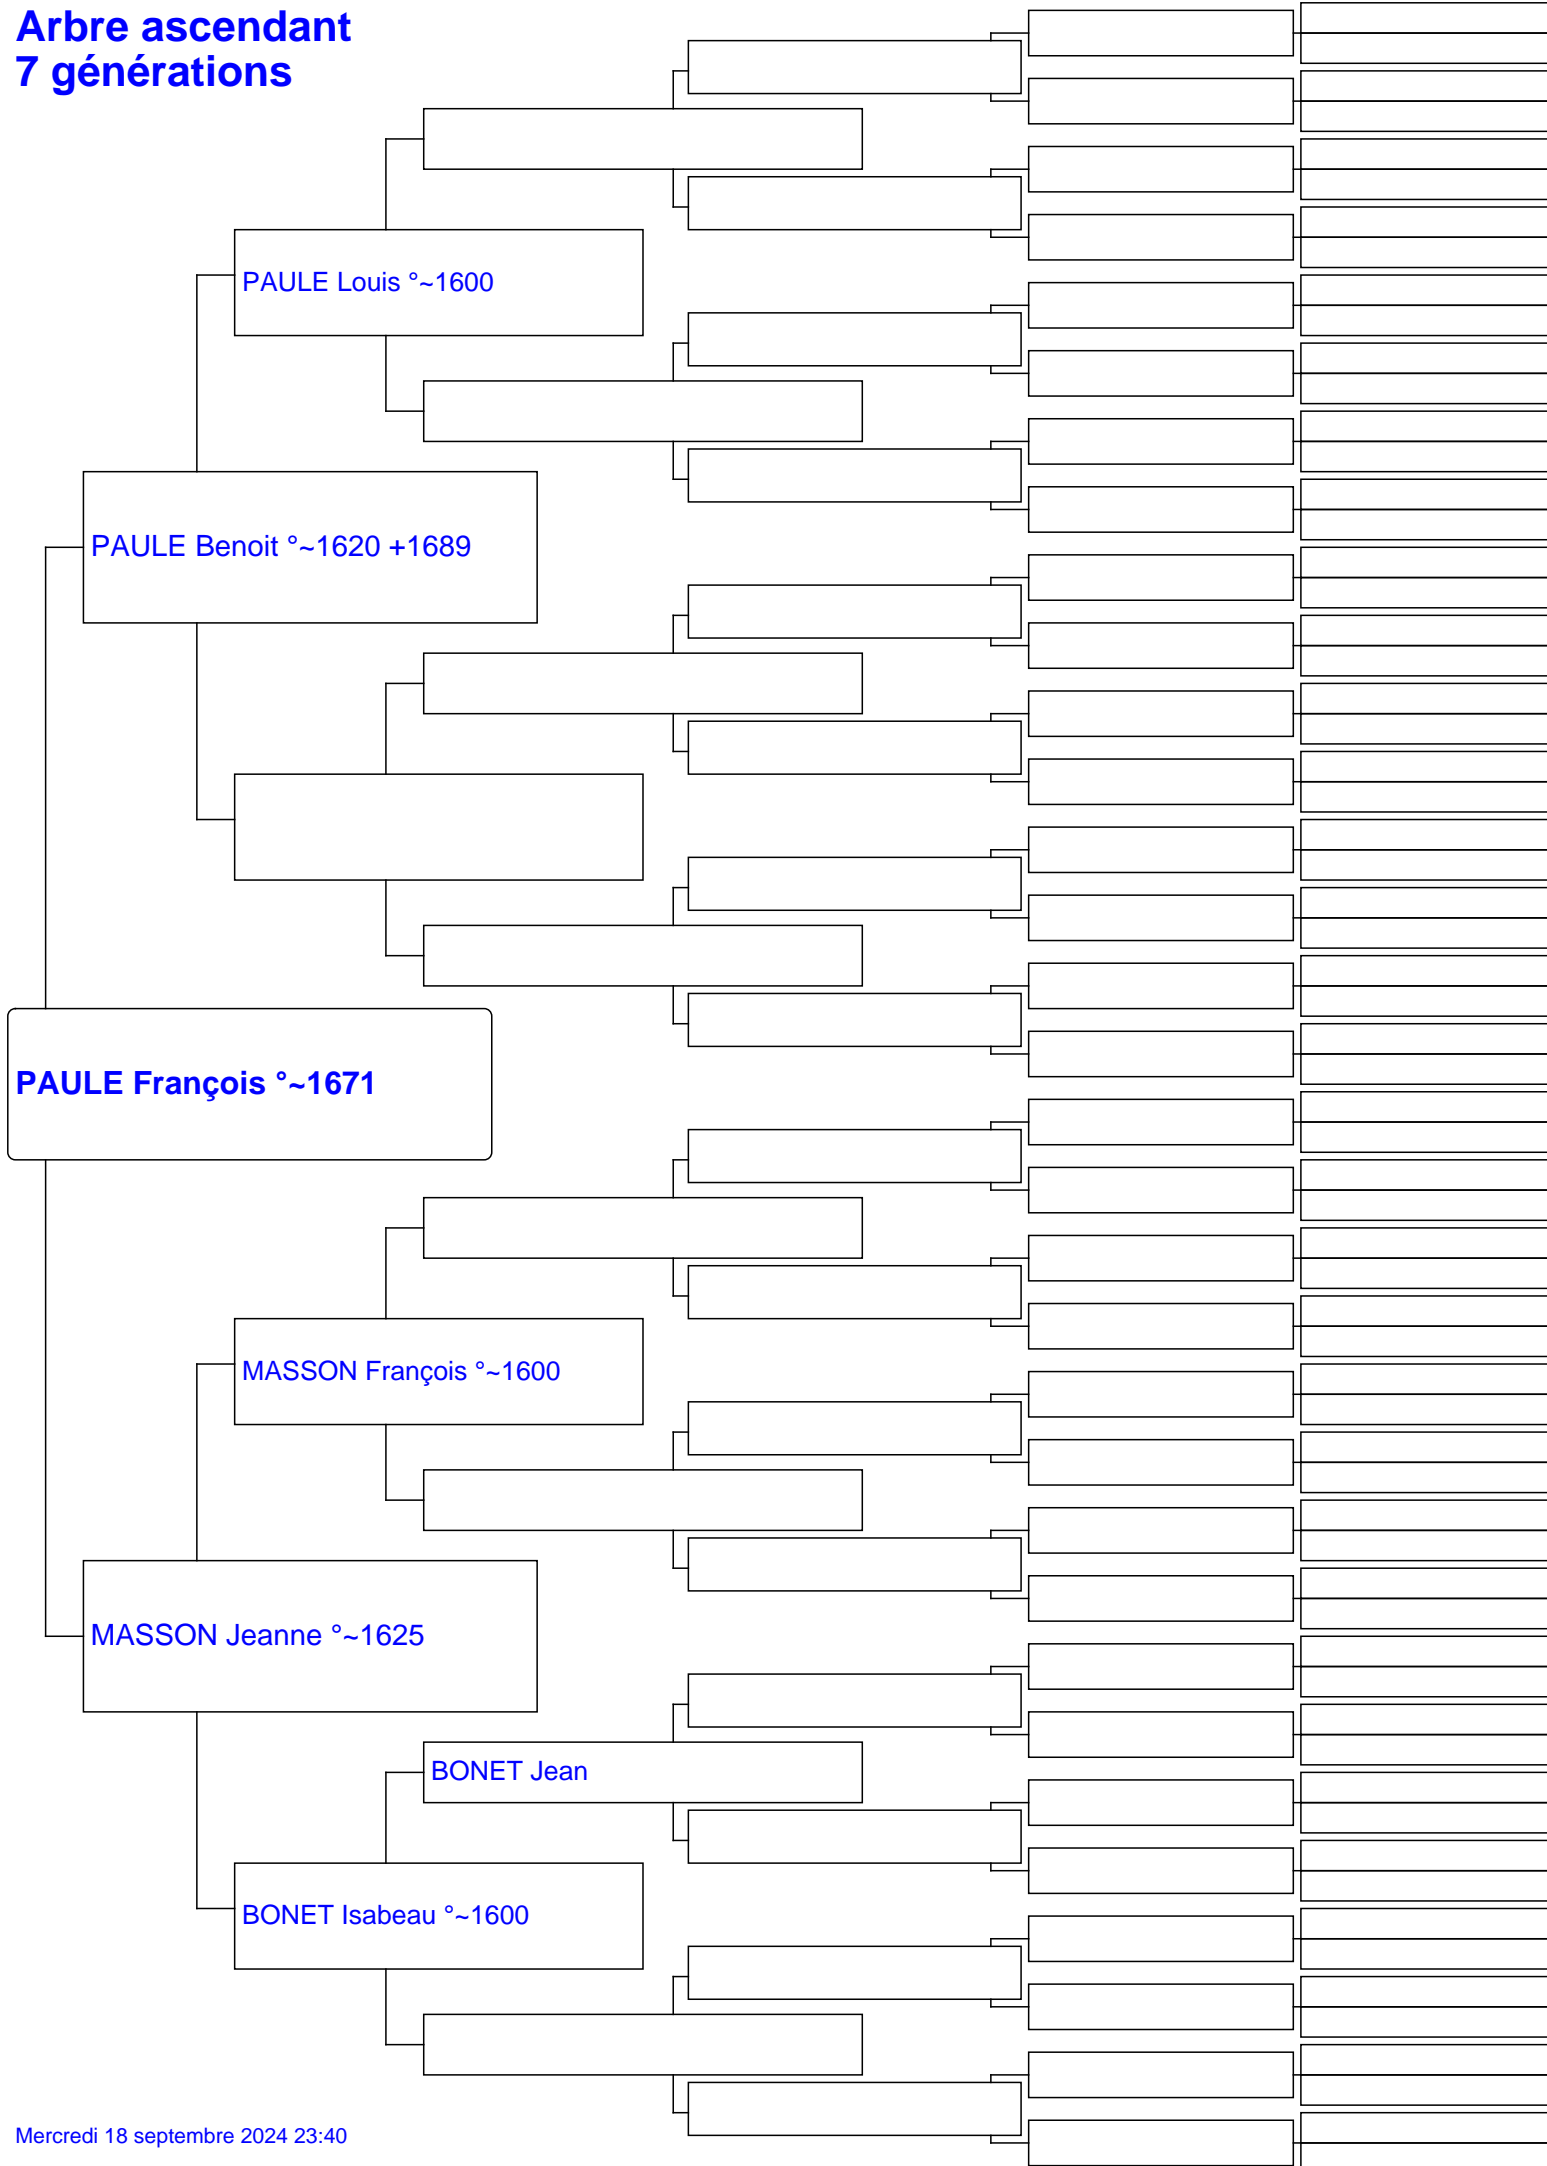 Arbre ascendant
7 générations
PAULE Louis °~1600
PAULE Benoit °~1620 +1689
PAULE François °~1671
MASSON François °~1600
MASSON Jeanne °~1625
BONET Jean
BONET Isabeau °~1600
Mercredi 18 septembre 2024 23:40